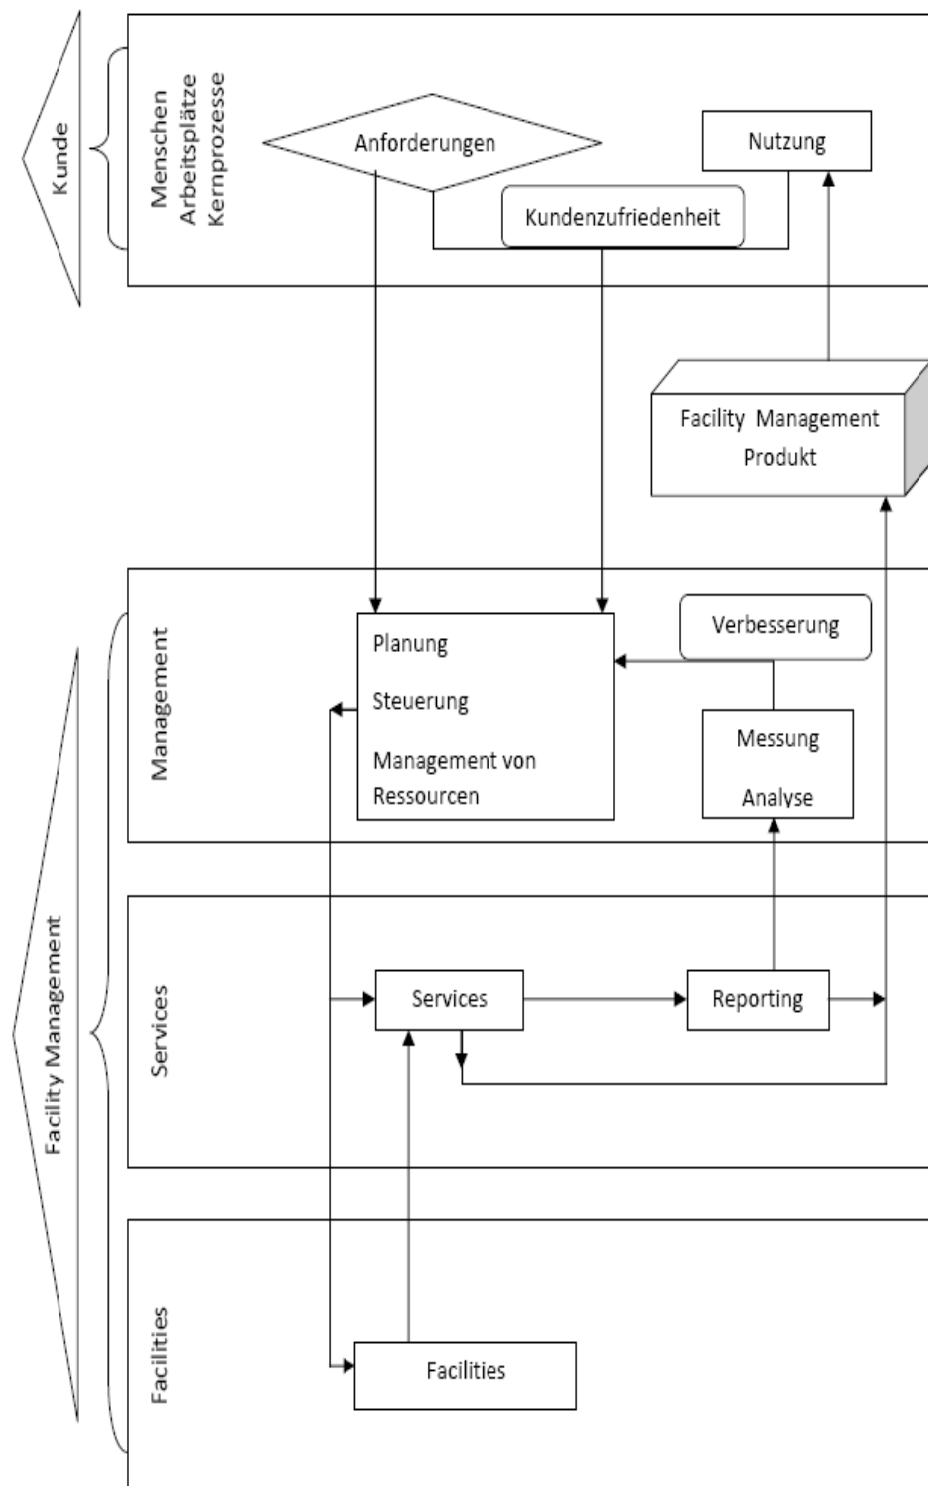 Kunde
Menschen
Arbeitsplätze
Kernprozesse
Anforderungen
Nutzung
Kundenzufriedenheit
Facility Management
Produkt
Facility Management
Management
Planung
Steuerung
Management von
Ressourcen
Verbesserung
Messung
Analyse
Services
Services
Reporting
Facilities
Facilities